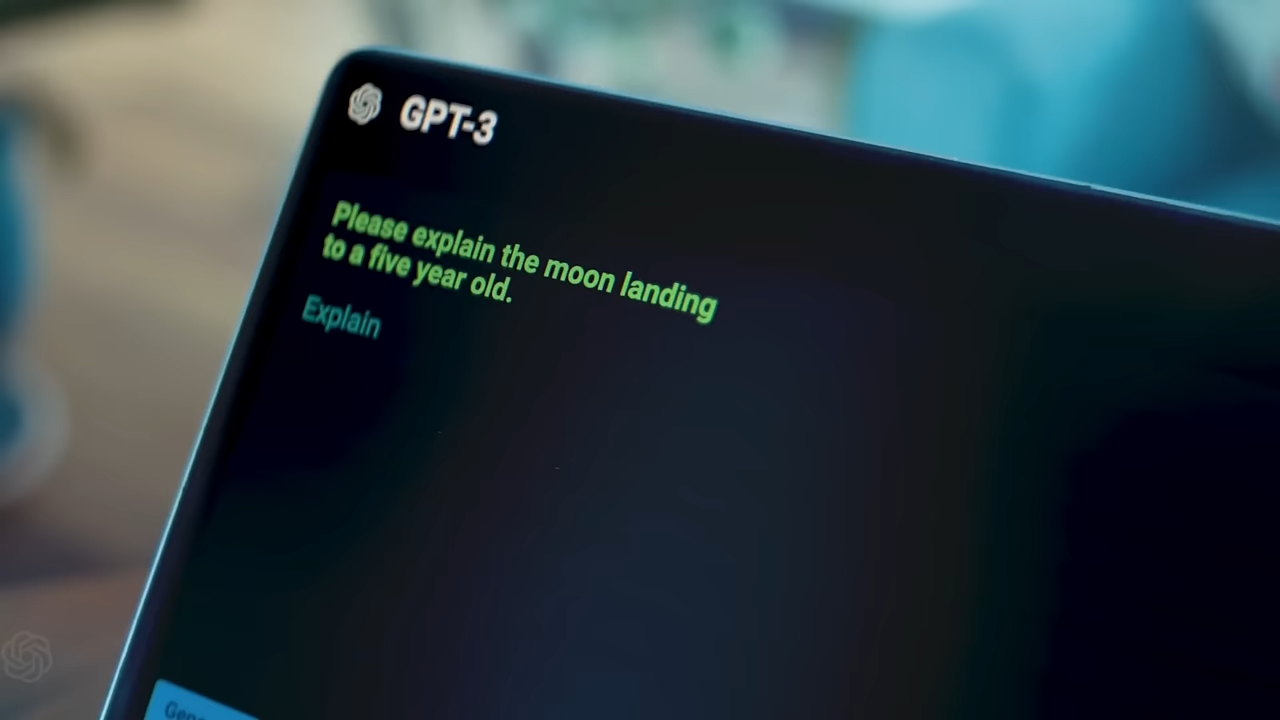 GPT-3
Please explain the moon landing
to a five year old.
Explain